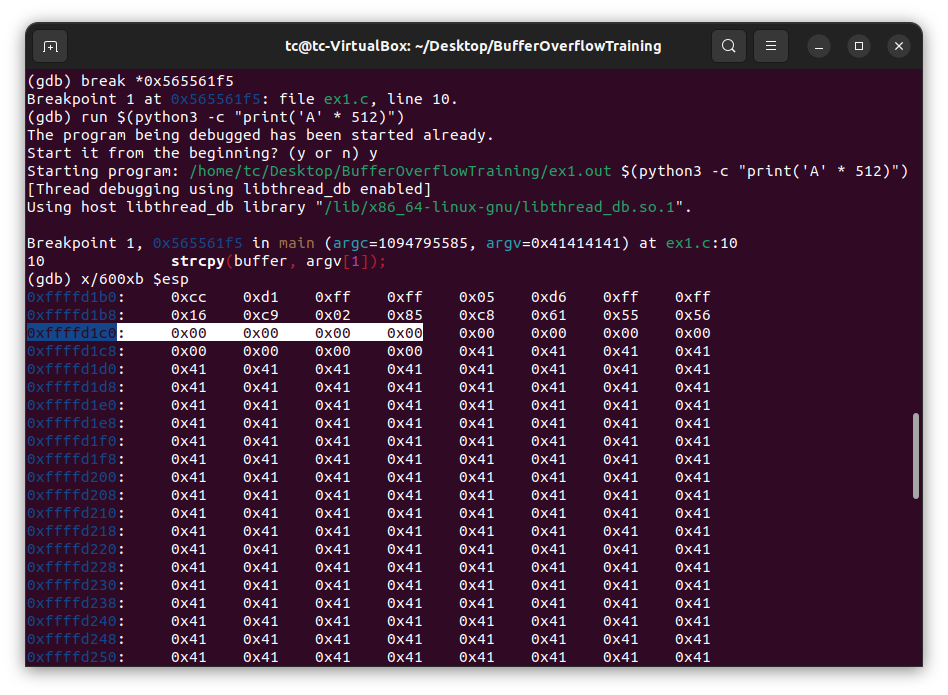 tc@tc-VirtualBox: ~/Desktop/BufferOverflowTraining
(gdb) break *0x565561f5
Breakpoint 1 at 0x565561f5: file ex1.c, line 10.
(gdb) run $(python3 -c "print('A' * 512)")
The program being debugged has been started already.
Start it from the beginning? (y or n) y
Starting program: /home/tc/Desktop/BufferOverflowTraining/ex1.out $(python3 -c "print('A' * 512)")
[Thread debugging using libthread_db enabled]
Using host libthread_db library "/lib/x86_64-linux-gnu/libthread_db.so.1".
Breakpoint 1, 0x565561f5 in main (argc=1094795585, argv=0x41414141) at ex1.c:10
10 strcpy(buffer, argv[1]);
(gdb) x/600xb $esp
0xffffd1b0: 0xcc 0xd1 0xff 0xff 0x05 0xd6 0xff 0xff
0xffffd1b8: 0x16 0xc9 0x02 0x85 0xc8 0x61 0x55 0x56
0xffffd1c0: 0x00 0x00 0x00 0x00 0x00 0x00 0x00 0x00
0xffffd1c8: 0x00 0x00 0x00 0x00 0x41 0x41 0x41 0x41
0xffffd1d0: 0x41 0x41 0x41 0x41 0x41 0x41 0x41 0x41
0xffffd1d8: 0x41 0x41 0x41 0x41 0x41 0x41 0x41 0x41
0xffffd1e0: 0x41 0x41 0x41 0x41 0x41 0x41 0x41 0x41
0xffffd1e8: 0x41 0x41 0x41 0x41 0x41 0x41 0x41 0x41
0xffffd1f0: 0x41 0x41 0x41 0x41 0x41 0x41 0x41 0x41
0xffffd1f8: 0x41 0x41 0x41 0x41 0x41 0x41 0x41 0x41
0xffffd200: 0x41 0x41 0x41 0x41 0x41 0x41 0x41 0x41
0xffffd208: 0x41 0x41 0x41 0x41 0x41 0x41 0x41 0x41
0xffffd210: 0x41 0x41 0x41 0x41 0x41 0x41 0x41 0x41
0xffffd218: 0x41 0x41 0x41 0x41 0x41 0x41 0x41 0x41
0xffffd220: 0x41 0x41 0x41 0x41 0x41 0x41 0x41 0x41
0xffffd228: 0x41 0x41 0x41 0x41 0x41 0x41 0x41 0x41
0xffffd230: 0x41 0x41 0x41 0x41 0x41 0x41 0x41 0x41
0xffffd238: 0x41 0x41 0x41 0x41 0x41 0x41 0x41 0x41
0xffffd240: 0x41 0x41 0x41 0x41 0x41 0x41 0x41 0x41
0xffffd248: 0x41 0x41 0x41 0x41 0x41 0x41 0x41 0x41
0xffffd250: 0x41 0x41 0x41 0x41 0x41 0x41 0x41 0x41